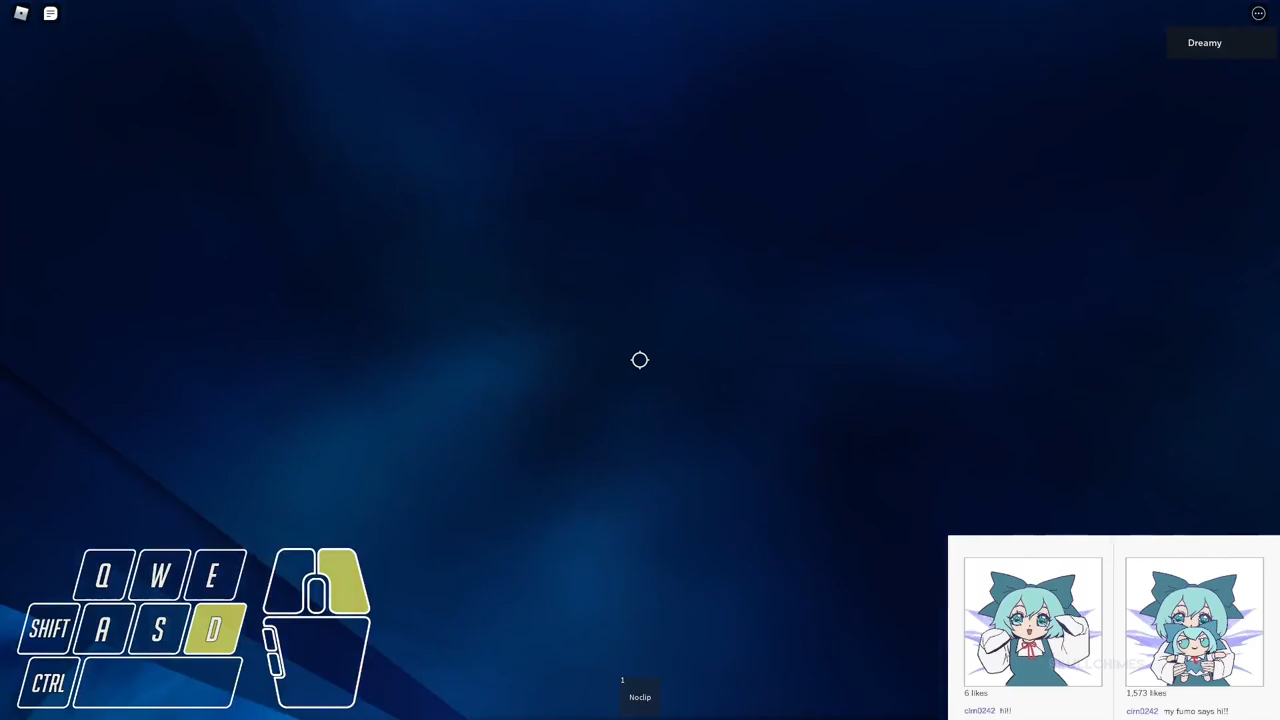 Dreamy
Q W E
SHIFT A S D
CTRL
1
Noclip
6 likes
1,573 likes
cirn0242 hi!!
cirn0242 my fumo says hi!!